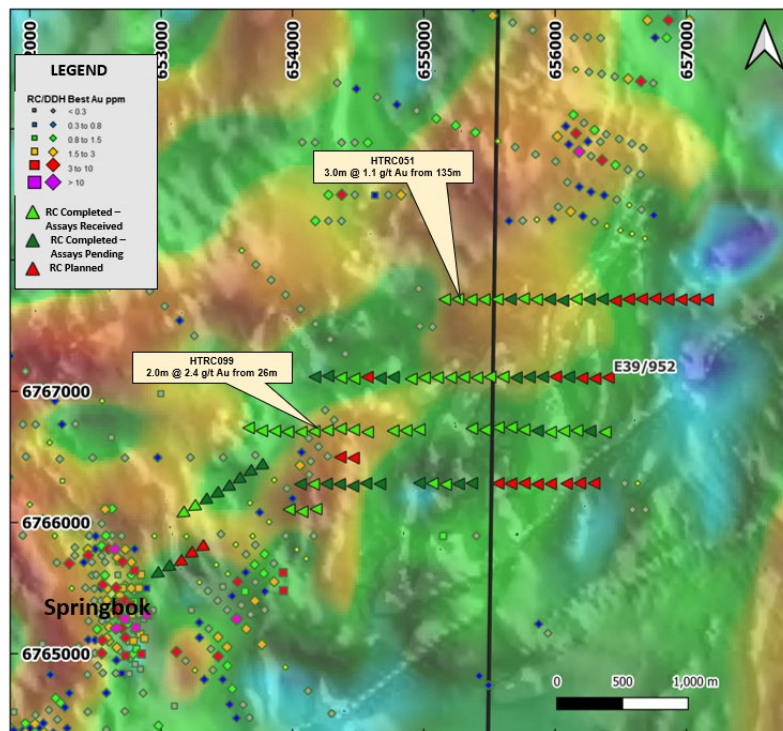 2000
653000
654000
655000
656000
657000
LEGEND
RC/DDH Best Au ppm
< 0.3
0.3 to 0.8
0.8 to 1.5
1.5 to 3
3 to 10
> 10
RC Completed –
Assays Received
RC Completed –
Assays Pending
RC Planned
HTRC051
3.0m @ 1.1 g/t Au from 135m
HTRC099
2.0m @ 2.4 g/t Au from 26m
E39/952
6767000
6766000
Springbok
6765000
0 500 1,000 m